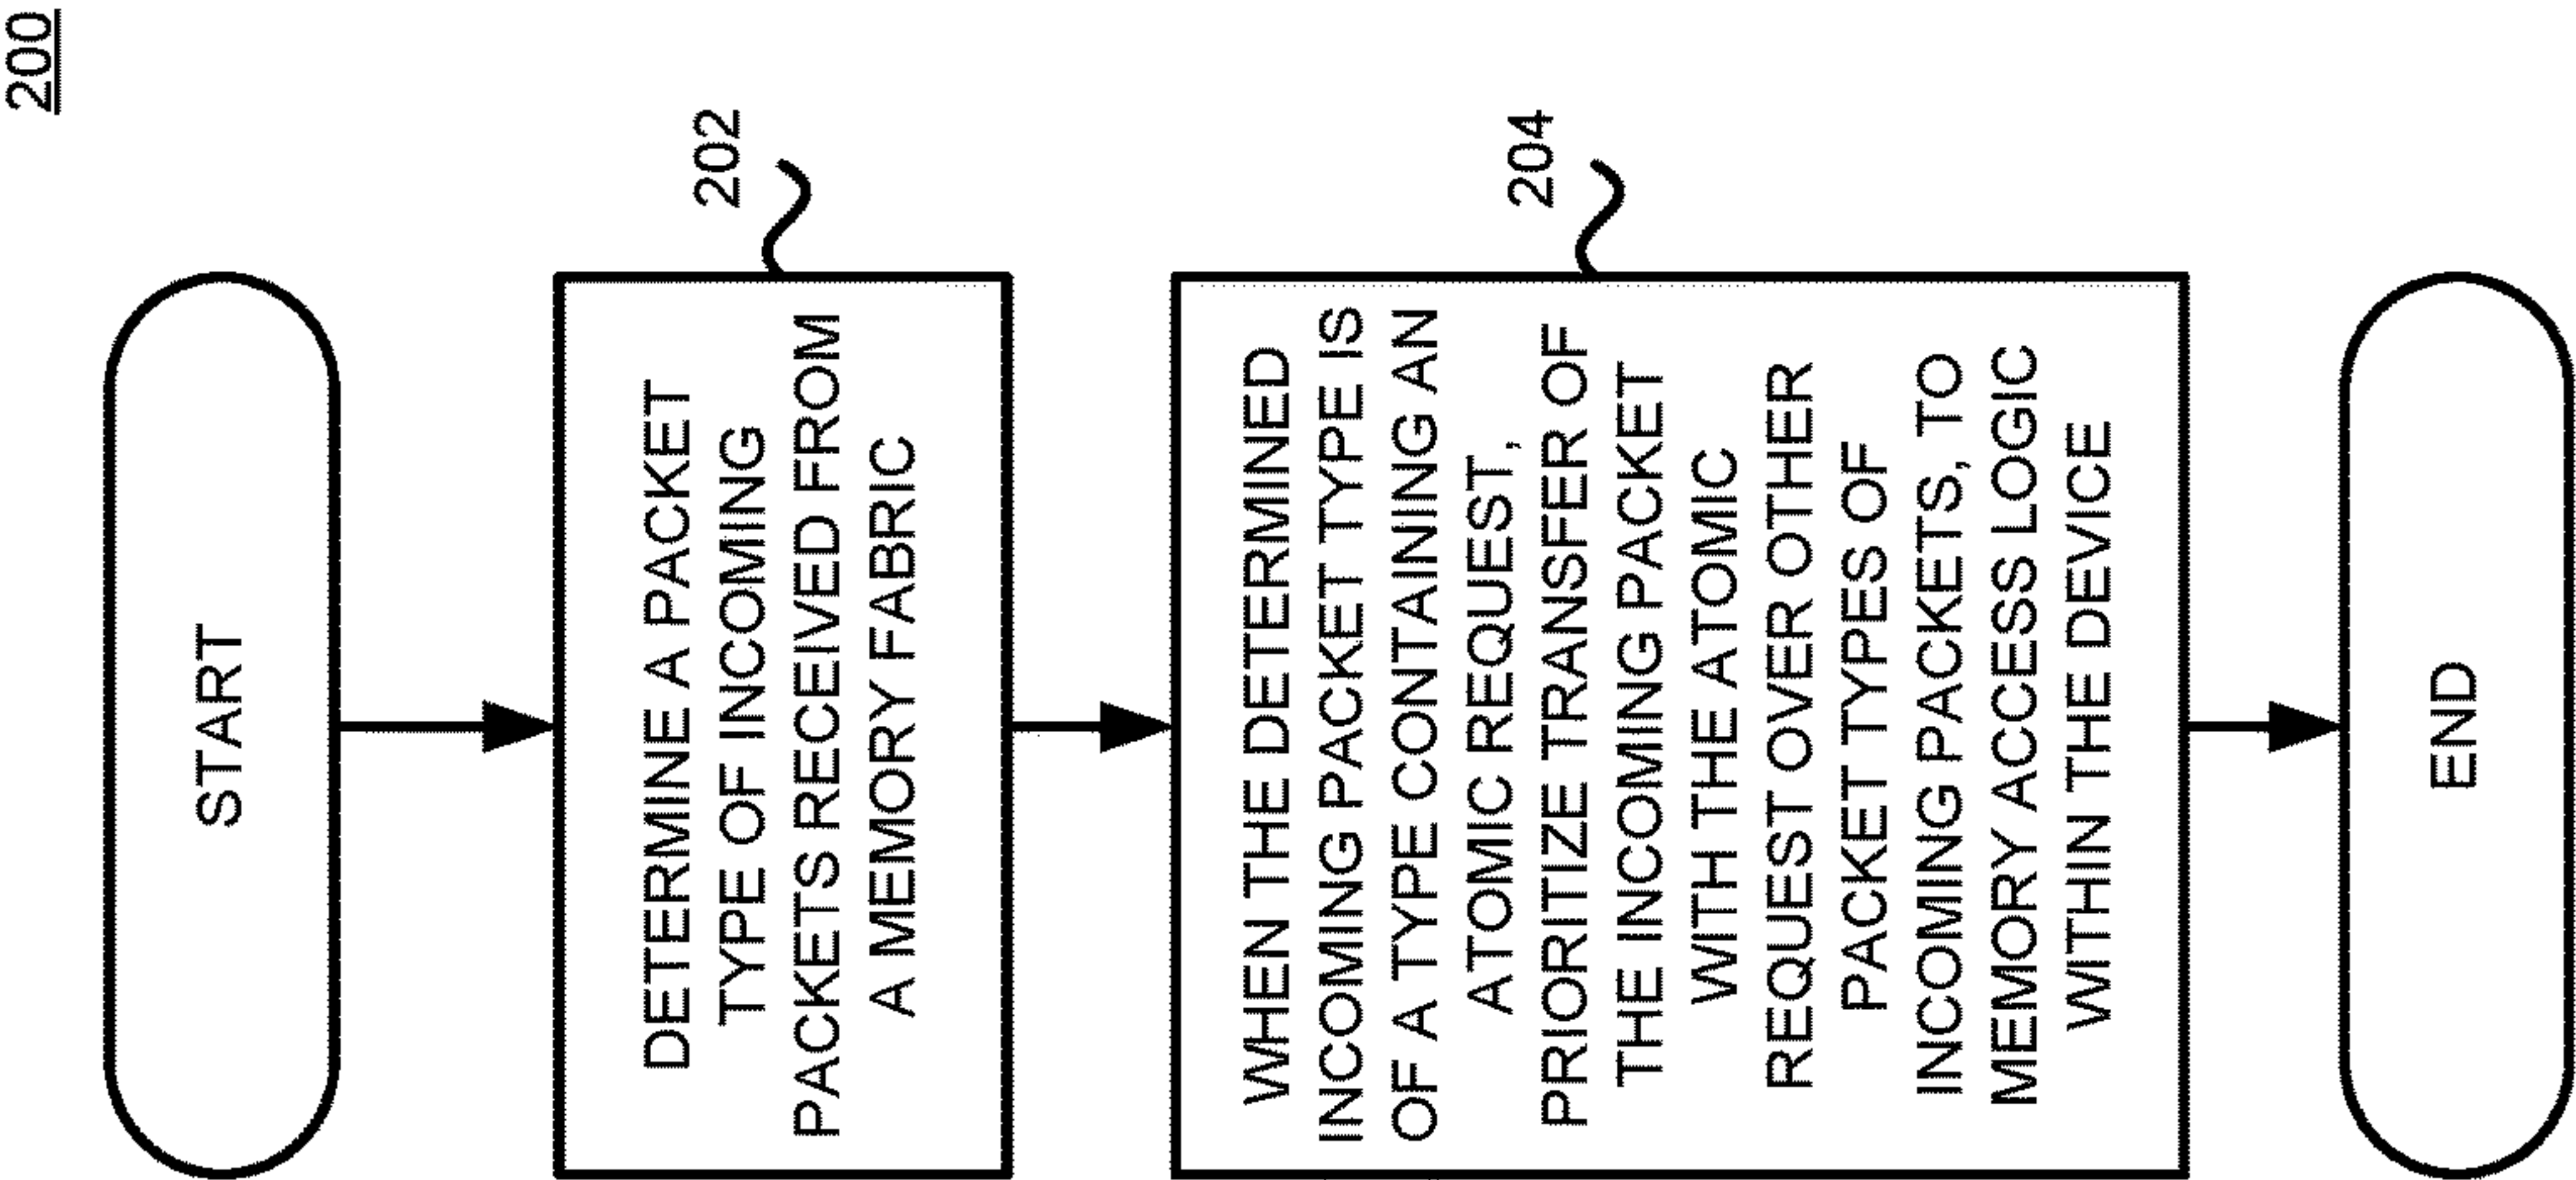 200
START
202
DETERMINE A PACKET
TYPE OF INCOMING
PACKETS RECEIVED FROM
A MEMORY FABRIC
204
WHEN THE DETERMINED
INCOMING PACKET TYPE IS
OF A TYPE CONTAINING AN
ATOMIC REQUEST,
PRIORITIZE TRANSFER OF
THE INCOMING PACKET
WITH THE ATOMIC
REQUEST OVER OTHER
PACKET TYPES OF
INCOMING PACKETS, TO
MEMORY ACCESS LOGIC
WITHIN THE DEVICE
END